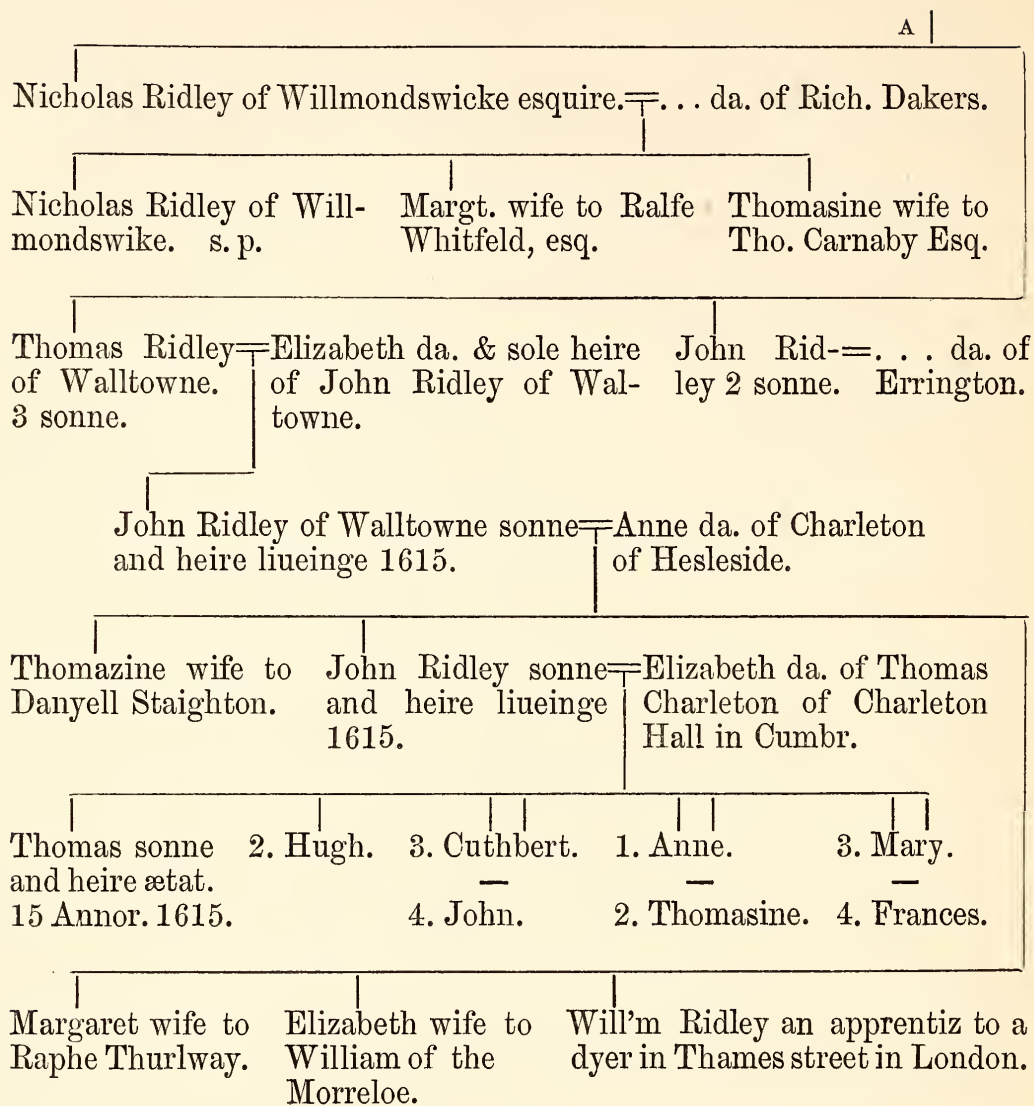 A
Nicholas Ridley of Willmondswicke esquire.=. . . da. of Rich. Dakers.
Nicholas Ridley of Will-
mondswike. s. p.
Margt. wife to Ralfe
Whitfeld, esq.
Thomasine wife to
Tho. Carnaby Esq.
Thomas Ridley=
of Walltowne.
3 sonne.
Elizabeth da. & sole heire
of John Ridley of Wal-
towne.
John Rid-=
ley 2 sonne.
. . . da. of
Errington.
John Ridley of Walltowne sonne=
and heire liueinge 1615.
Anne da. of Charleton
of Hesleside.
Thomazine wife to
Danyell Staighton.
John Ridley sonne=
and heire liueinge
1615.
Elizabeth da. of Thomas
Charleton of Charleton
Hall in Cumbr.
Thomas sonne
and heire ætat.
15 Annor. 1615.
2. Hugh.
3. Cuthbert.
—
4. John.
1. Anne.
—
2. Thomasine.
3. Mary.
—
4. Frances.
Margaret wife to
Raphe Thurlway.
Elizabeth wife to
William of the
Morreloe.
Will'm Ridley an apprentiz to a
dyer in Thames street in London.